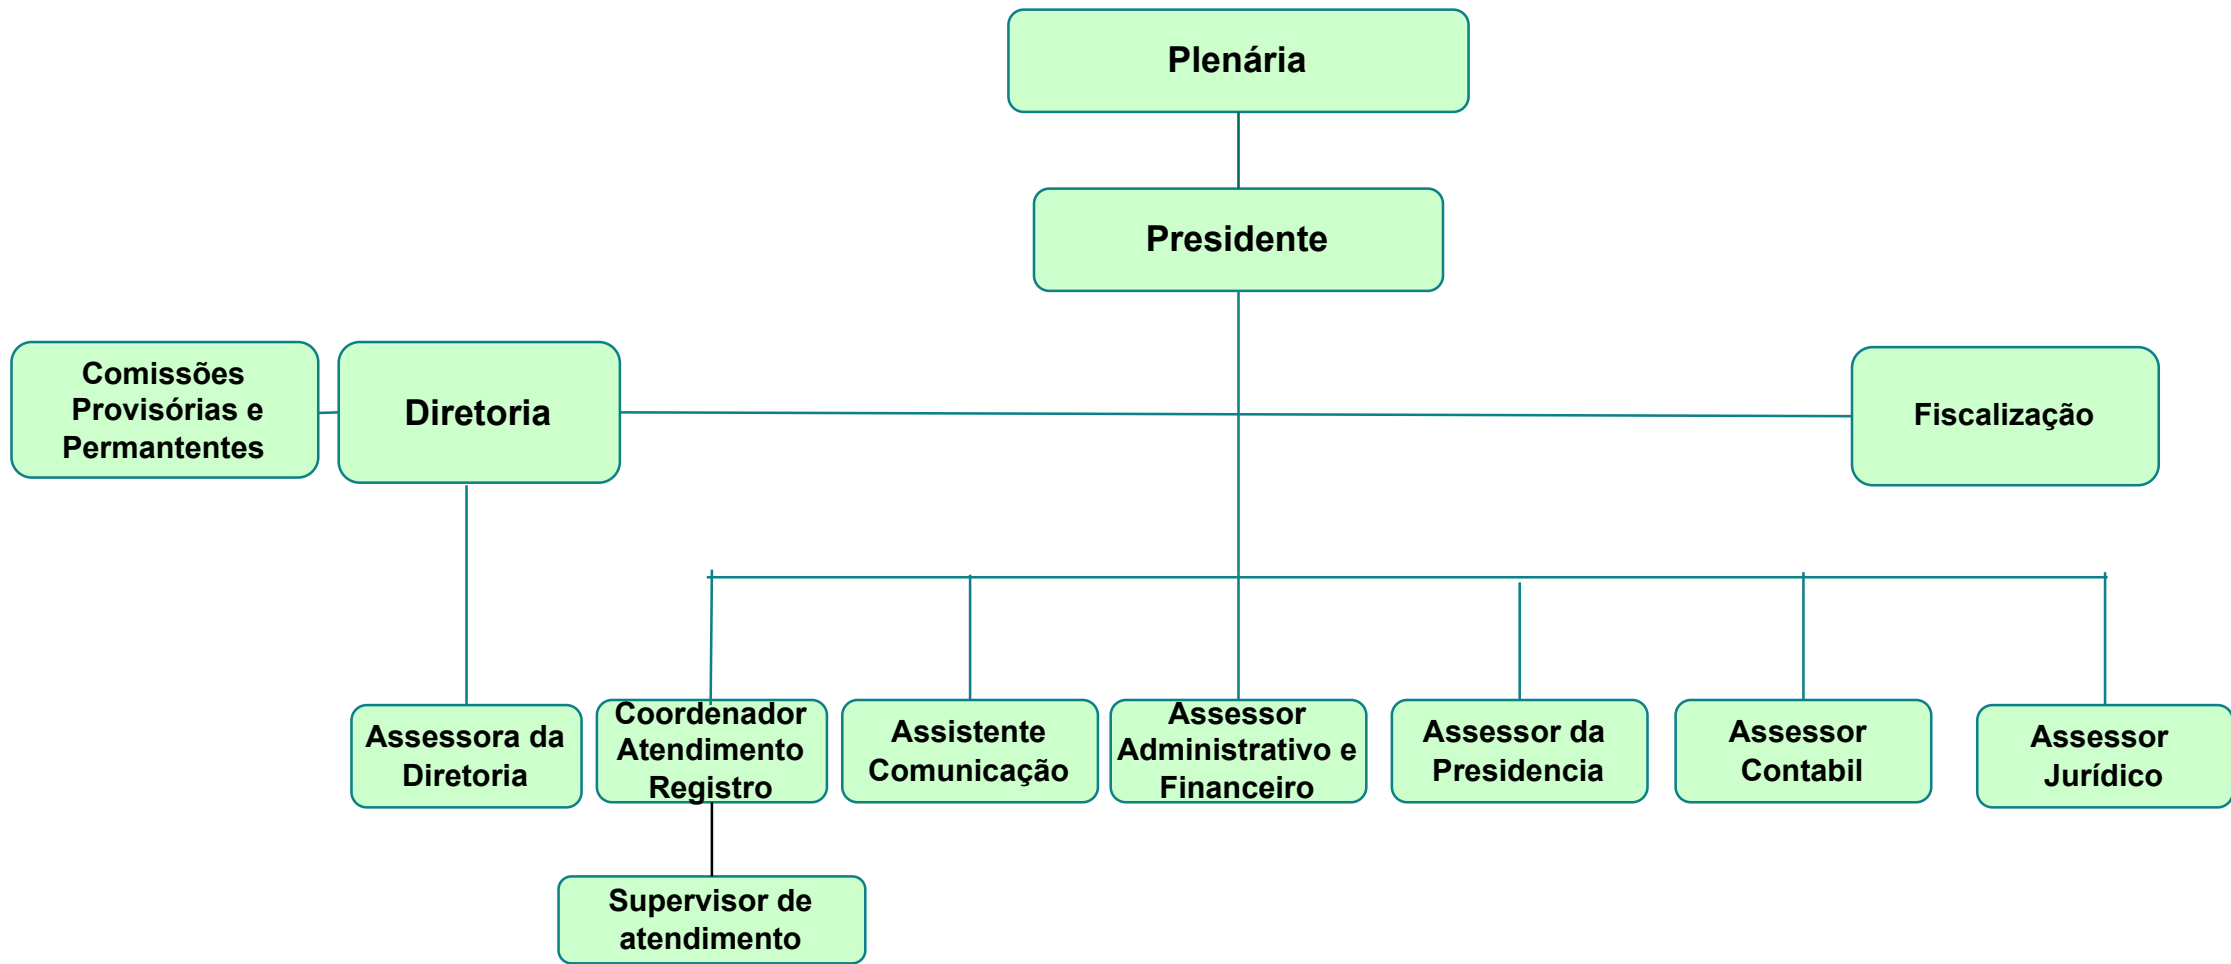 Plenária
Presidente
Comissões
Provisórias e
Permantentes
Diretoria
Fiscalização
Assessora da
Diretoria
Coordenador
Atendimento
Registro
Assistente
Comunicação
Assessor
Administrativo e
Financeiro
Assessor da
Presidencia
Assessor
Contabil
Assessor
Jurídico
Supervisor de
atendimento